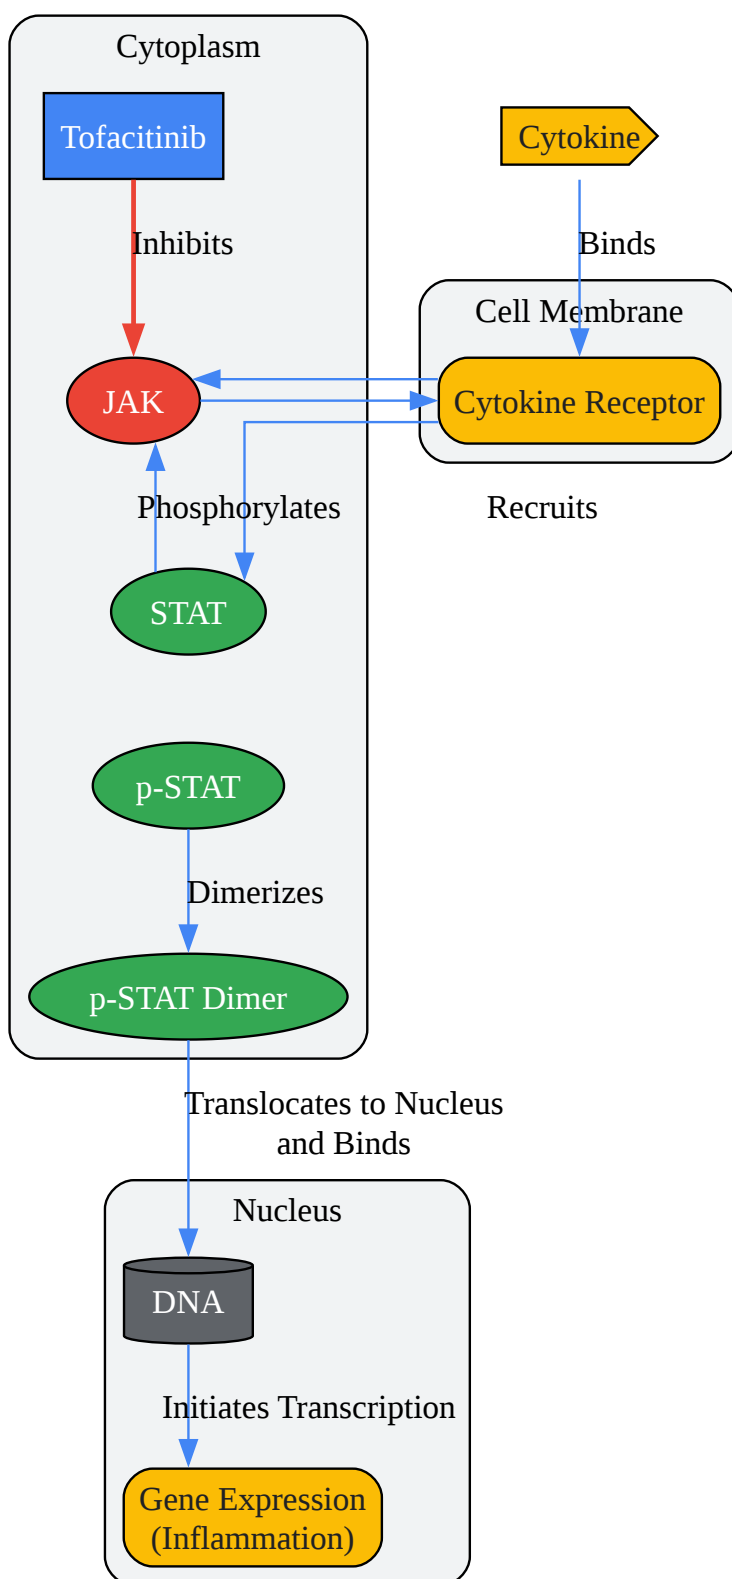 Cytoplasm
Tofacitinib
Cytokine
Inhibits
Binds
Cell Membrane
JAK
Cytokine Receptor
Phosphorylates
Recruits
STAT
p-STAT
Dimerizes
p-STAT Dimer
Translocates to Nucleus
and Binds
Nucleus
DNA
Initiates Transcription
Gene Expression
(Inflammation)